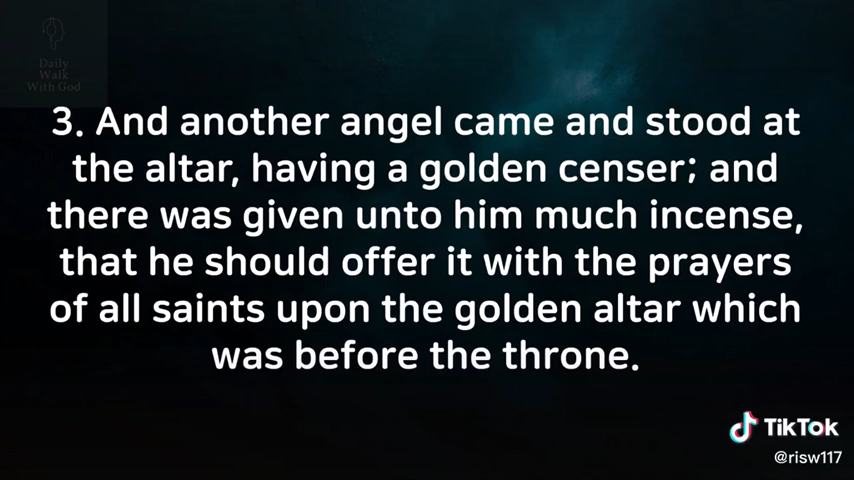 Daily
Walk
With God
3. And another angel came and stood at
the altar, having a golden censer; and
there was given unto him much incense,
that he should offer it with the prayers
of all saints upon the golden altar which
was before the throne.
TikTok
@risw117